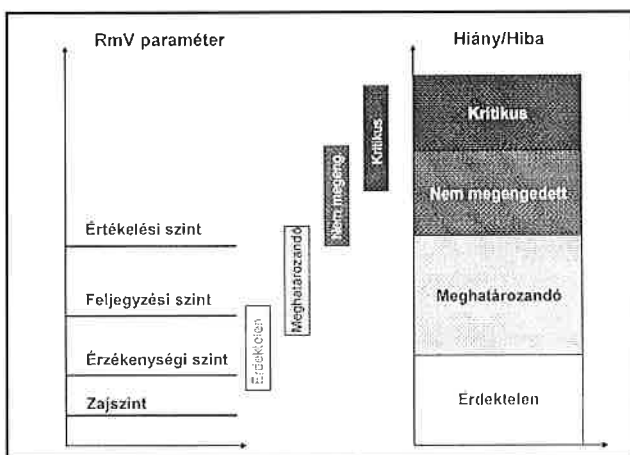 RmV paraméter
Hiány/Hiba
Értékelési szint
Feljegyzési szint
Érzékenységi szint
Zajszint
Érdektelen
Meghatározandó
Nem megeng.
Kritikus
Kritikus
Nem megengedett
Meghatározandó
Érdektelen